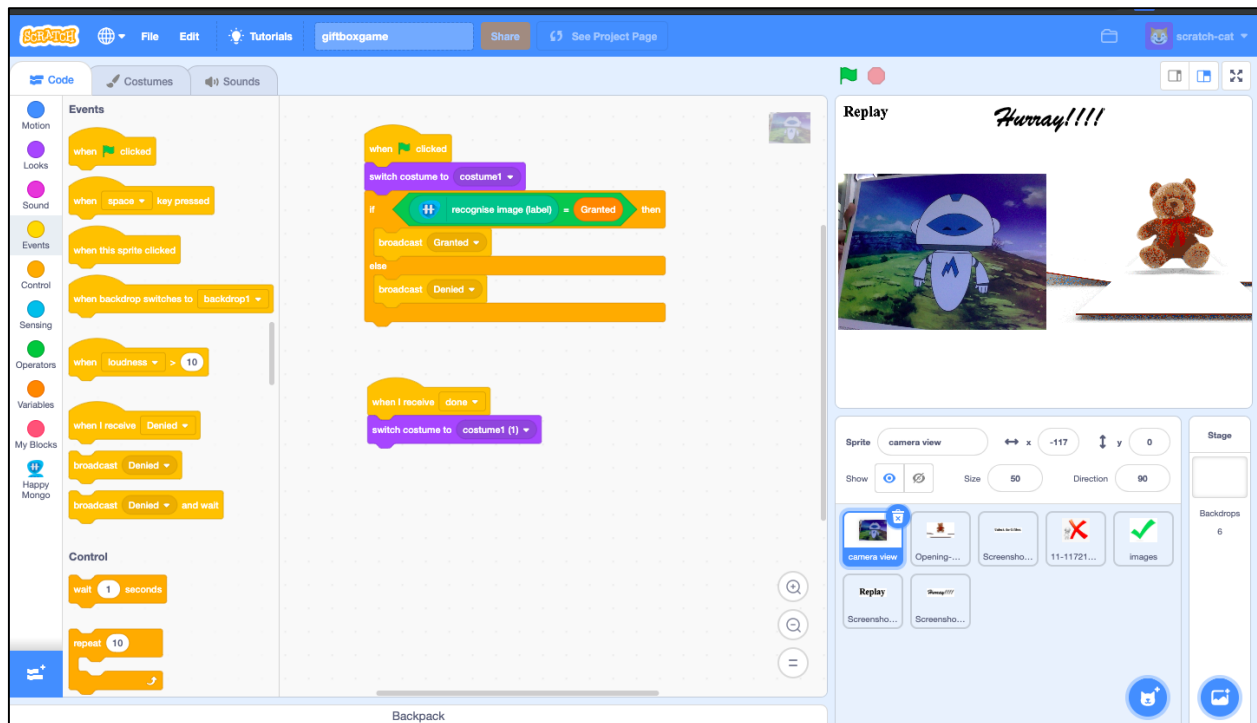 SCRATCH File Edit Tutorials giftboxgame Share See Project Page scratch-cat
Code Costumes Sounds
Motion
Looks
Sound
Events
Control
Sensing
Operators
Variables
My Blocks
Happy
Mongo
Events
when clicked
when space key pressed
when this sprite clicked
when backdrop switches to backdrop1
when loudness > 10
when I receive Denied
broadcast Denied
broadcast Denied and wait
Control
wait 1 seconds
repeat 10
when clicked
switch costume to costume1
if recognise image (label) = Granted then
broadcast Granted
else
broadcast Denied
when I receive done
switch costume to costume1 (1)
Backpack
Replay Hurray!!!!
Sprite camera view x -117 y 0
Show Size 50 Direction 90
camera view Opening-... Screensho... 11-11721... images
Replay Hurray!!!!
Screensho... Screensho...
Stage
Backdrops
6